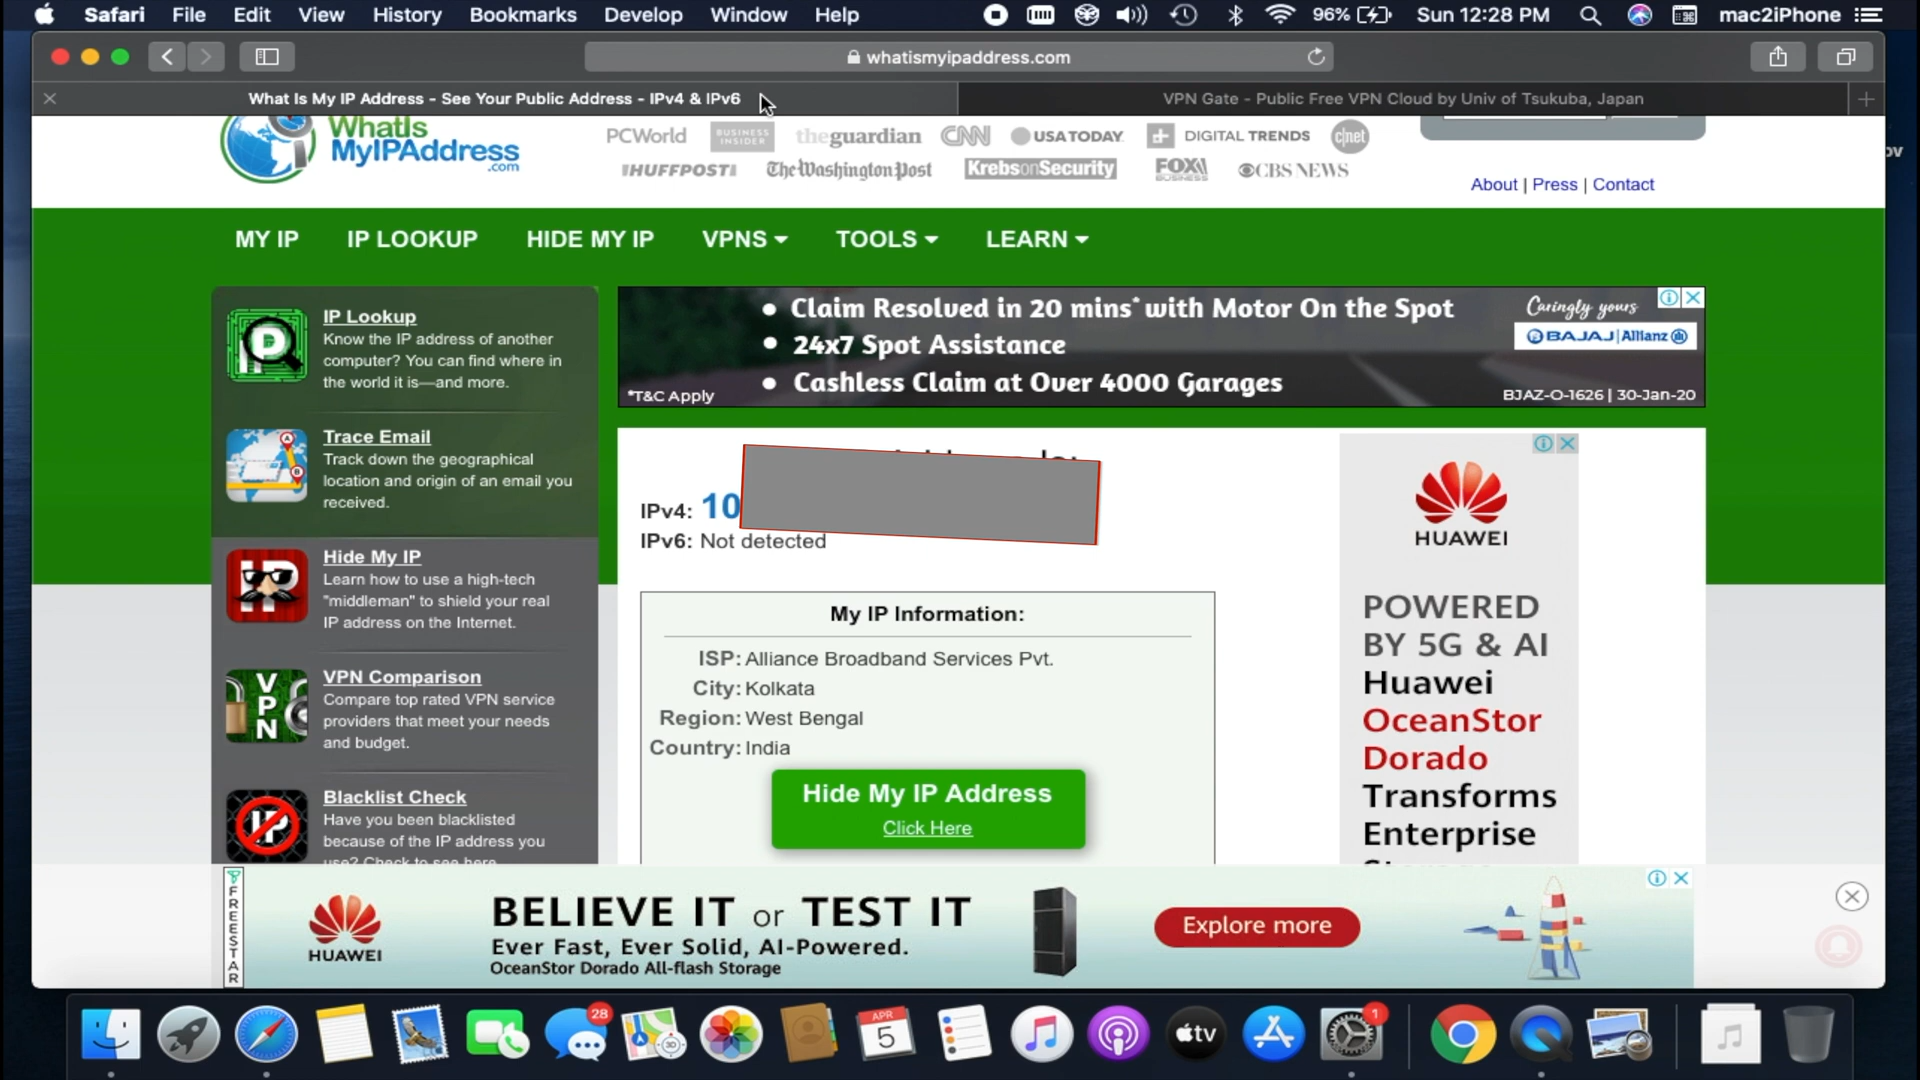 Safari File Edit View History Bookmarks Develop Window Help 96% Sun 12:28 PM mac2iPhone
whatismyipaddress.com
What Is My IP Address - See Your Public Address - IPv4 & IPv6
VPN Gate - Public Free VPN Cloud by Univ of Tsukuba, Japan
WhatIs
MyIPAddress
.com
PCWorld BUSINESS INSIDER theguardian CNN USA TODAY DIGITAL TRENDS c|net
HUFFPOST The Washington Post KrebsonSecurity FOX BUSINESS CBS NEWS
About | Press | Contact
MY IP IP LOOKUP HIDE MY IP VPNS TOOLS LEARN
IP Lookup
Know the IP address of another
computer? You can find where in
the world it is—and more.
Trace Email
Track down the geographical
location and origin of an email you
received.
Hide My IP
Learn how to use a high-tech
"middleman" to shield your real
IP address on the Internet.
VPN Comparison
Compare top rated VPN service
providers that meet your needs
and budget.
Blacklist Check
Have you been blacklisted
because of the IP address you
use? Check to see here
• Claim Resolved in 20 mins* with Motor On the Spot
• 24x7 Spot Assistance
• Cashless Claim at Over 4000 Garages
*T&C Apply
Caringly yours
BAJAJ | Allianz
BJAZ-O-1626 | 30-Jan-20
IPv4: 10
IPv6: Not detected
My IP Information:
ISP: Alliance Broadband Services Pvt.
City: Kolkata
Region: West Bengal
Country: India
Hide My IP Address
Click Here
HUAWEI
POWERED
BY 5G & AI
Huawei
OceanStor
Dorado
Transforms
Enterprise
FREESTAR
HUAWEI
BELIEVE IT or TEST IT
Ever Fast, Ever Solid, AI-Powered.
OceanStor Dorado All-flash Storage
Explore more
28
3D
APR
5
tv
1